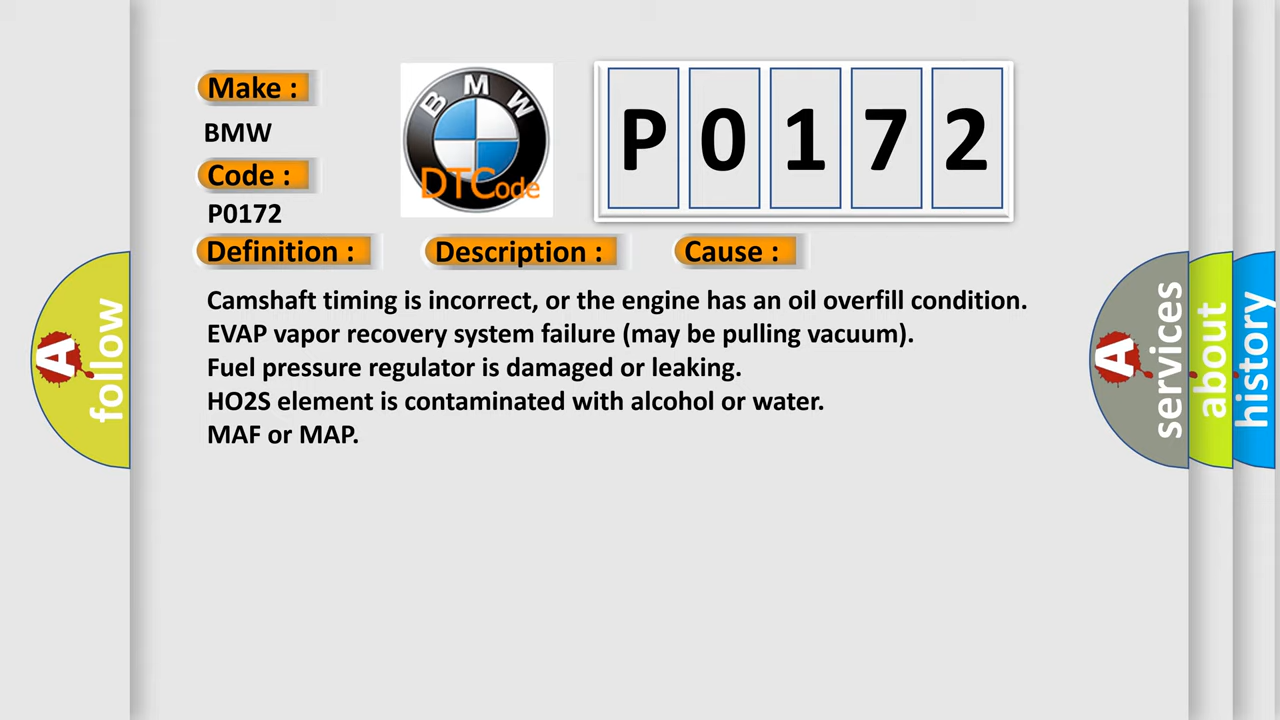 Make :
BMW
Code :
P0172
BMW
DTCode
P0172
Definition :
Description :
Cause :
Camshaft timing is incorrect, or the engine has an oil overfill condition.
EVAP vapor recovery system failure (may be pulling vacuum).
Fuel pressure regulator is damaged or leaking.
HO2S element is contaminated with alcohol or water.
MAF or MAP.
A follow
A services
about
history